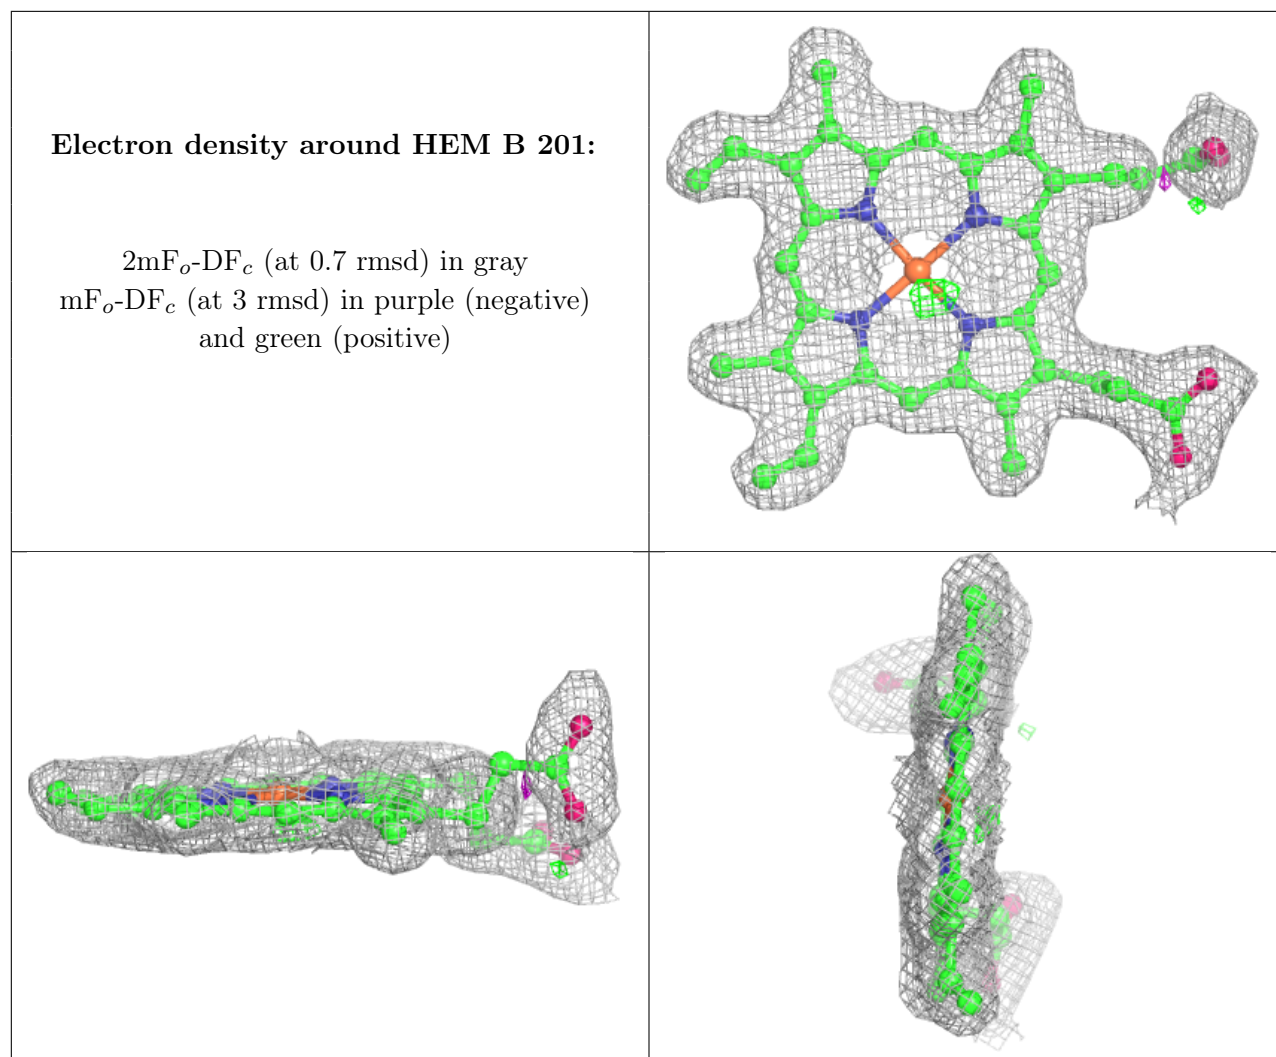 Electron density around HEM B 201:
2mFₒ-DF𝒸 (at 0.7 rmsd) in gray
mFₒ-DF𝒸 (at 3 rmsd) in purple (negative)
and green (positive)